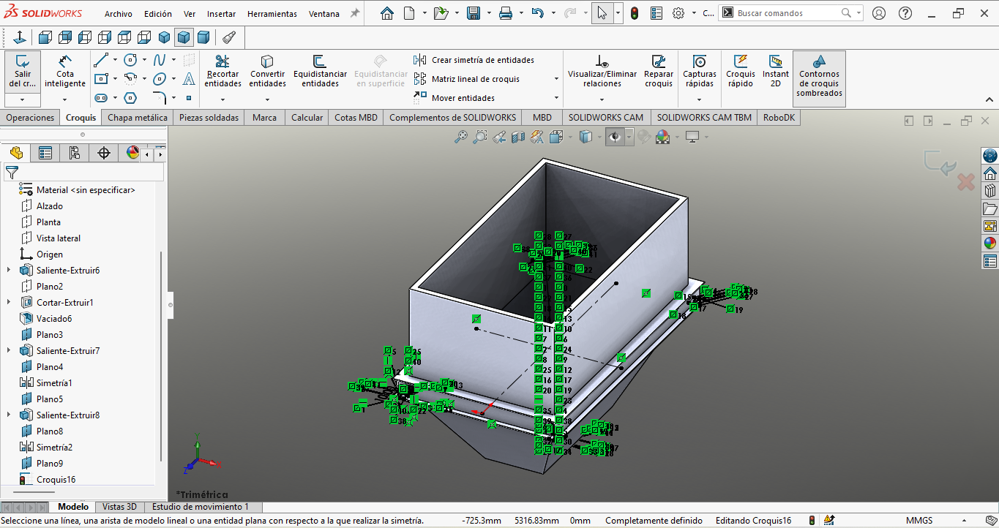 SOLIDWORKS Archivo Edición Ver Insertar Herramientas Ventana C... Buscar comandos
Salir del cr...
Cota inteligente
Recortar entidades
Convertir entidades
Equidistanciar entidades
Equidistanciar en superficie
Crear simetría de entidades
Matriz lineal de croquis
Mover entidades
Visualizar/Eliminar relaciones
Reparar croquis
Capturas rápidas
Croquis rápido
Instant 2D
Contornos de croquis sombreados
Operaciones Croquis Chapa metálica Piezas soldadas Marca Calcular Cotas MBD Complementos de SOLIDWORKS MBD SOLIDWORKS CAM SOLIDWORKS CAM TBM RoboDK
Material <sin especificar>
Alzado
Planta
Vista lateral
Origen
Saliente-Extruir6
Plano2
Cortar-Extruir1
Vaciado6
Plano3
Saliente-Extruir7
Plano4
Simetría1
Plano5
Saliente-Extruir8
Plano8
Simetría2
Plano9
Croquis16
*Trimétrica
Modelo Vistas 3D Estudio de movimiento 1
Seleccione una línea, una arista de modelo lineal o una entidad plana con respecto a la que realizar la simetría. -725.3mm 5316.83mm 0mm Completamente definido Editando Croquis16 MMGS